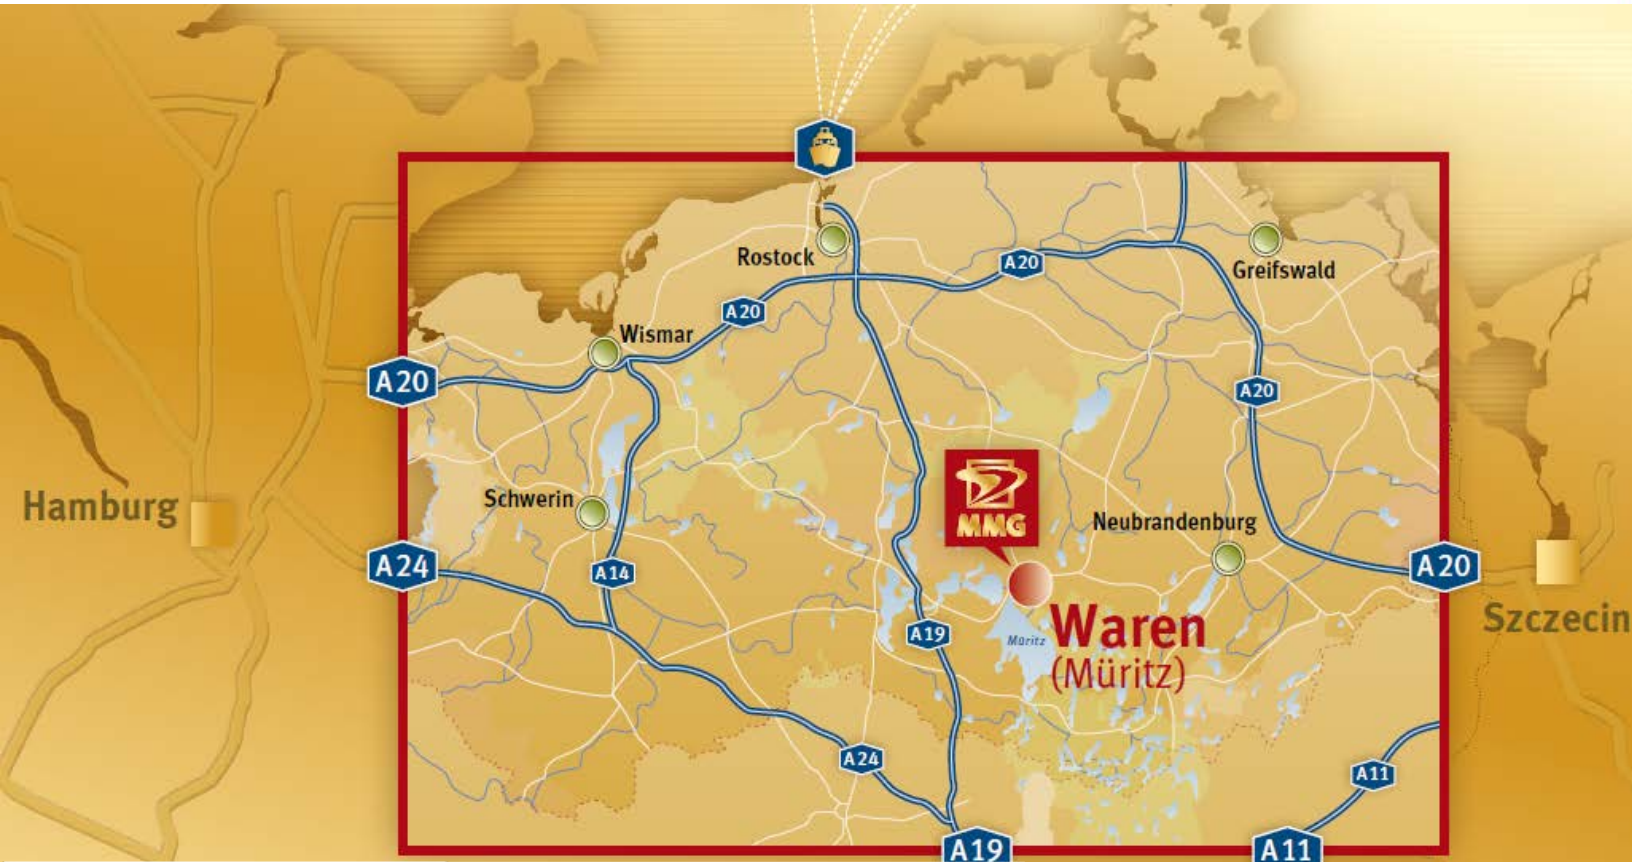 Rostock
A20
Greifswald
A20
Wismar
A20
A20
Hamburg
Schwerin
MMG
Neubrandenburg
A24
A14
A20
Müritz
Waren
(Müritz)
A19
Szczecin
A24
A11
A19
A11